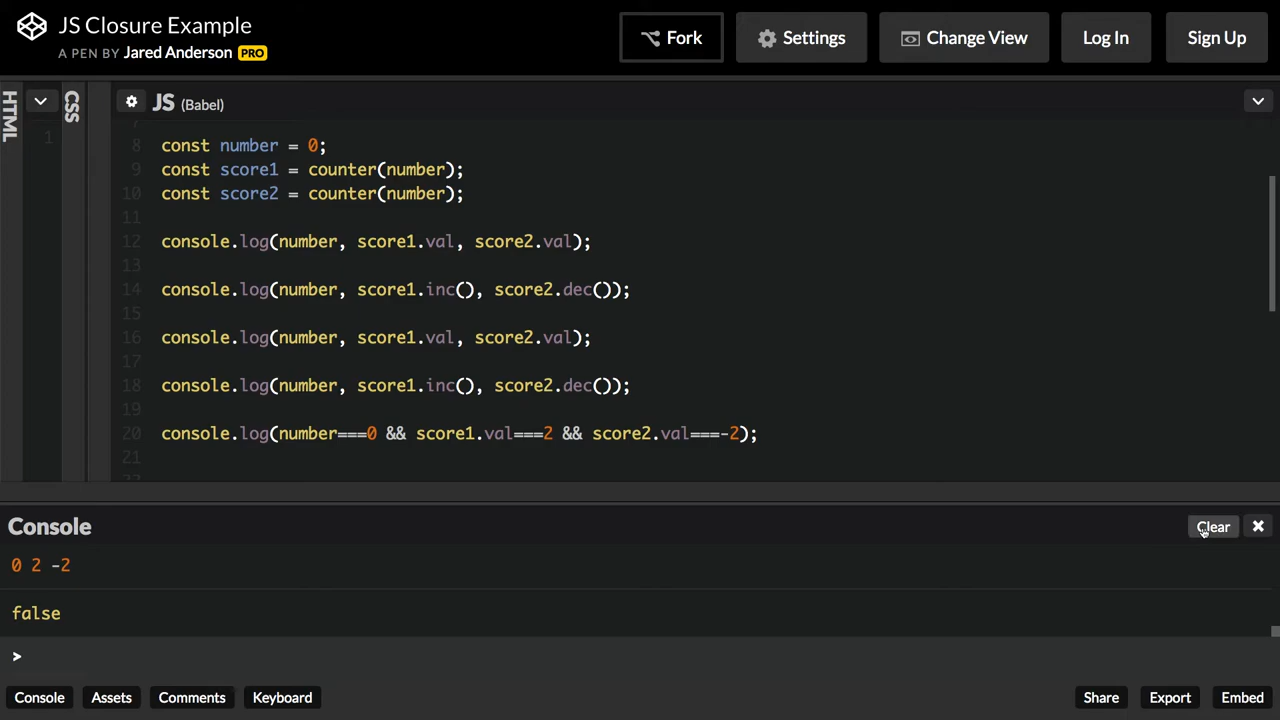 JS Closure Example
A PEN BY Jared Anderson PRO
Fork
Settings
Change View
Log In
Sign Up
HTML
1
CSS
JS (Babel)
7
8 const number = 0;
9 const score1 = counter(number);
10 const score2 = counter(number);
11
12 console.log(number, score1.val, score2.val);
13
14 console.log(number, score1.inc(), score2.dec());
15
16 console.log(number, score1.val, score2.val);
17
18 console.log(number, score1.inc(), score2.dec());
19
20 console.log(number===0 && score1.val===2 && score2.val===-2);
21
22
Console
Clear
0 2 -2
false
>
Console
Assets
Comments
Keyboard
Share
Export
Embed